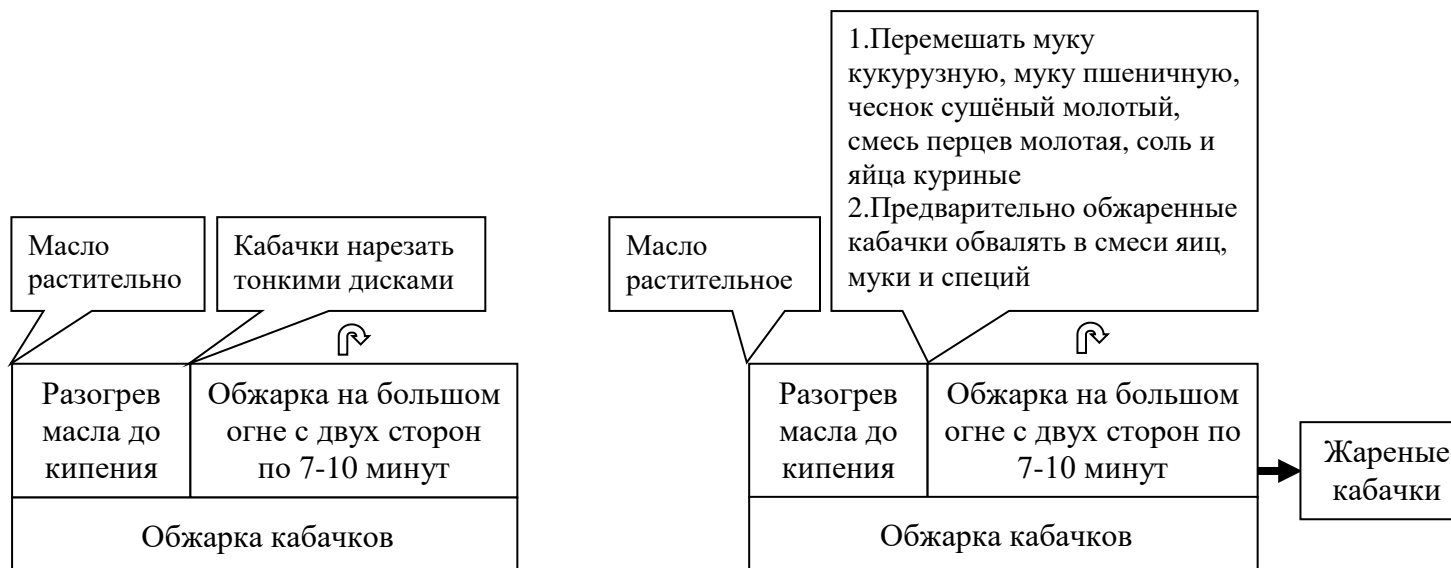 1.Перемешать муку
кукурузную, муку пшеничную,
чеснок сушёный молотый,
смесь перцев молотая, соль и
яйца куриные
2.Предварительно обжаренные
кабачки обвалять в смеси яиц,
муки и специй
Масло
растительно
Кабачки нарезать
тонкими дисками
Масло
растительное
Разогрев
масла до
кипения
Обжарка на большом
огне с двух сторон
по 7-10 минут
Обжарка кабачков
Разогрев
масла до
кипения
Обжарка на большом
огне с двух сторон по
7-10 минут
Обжарка кабачков
Жареные
кабачки